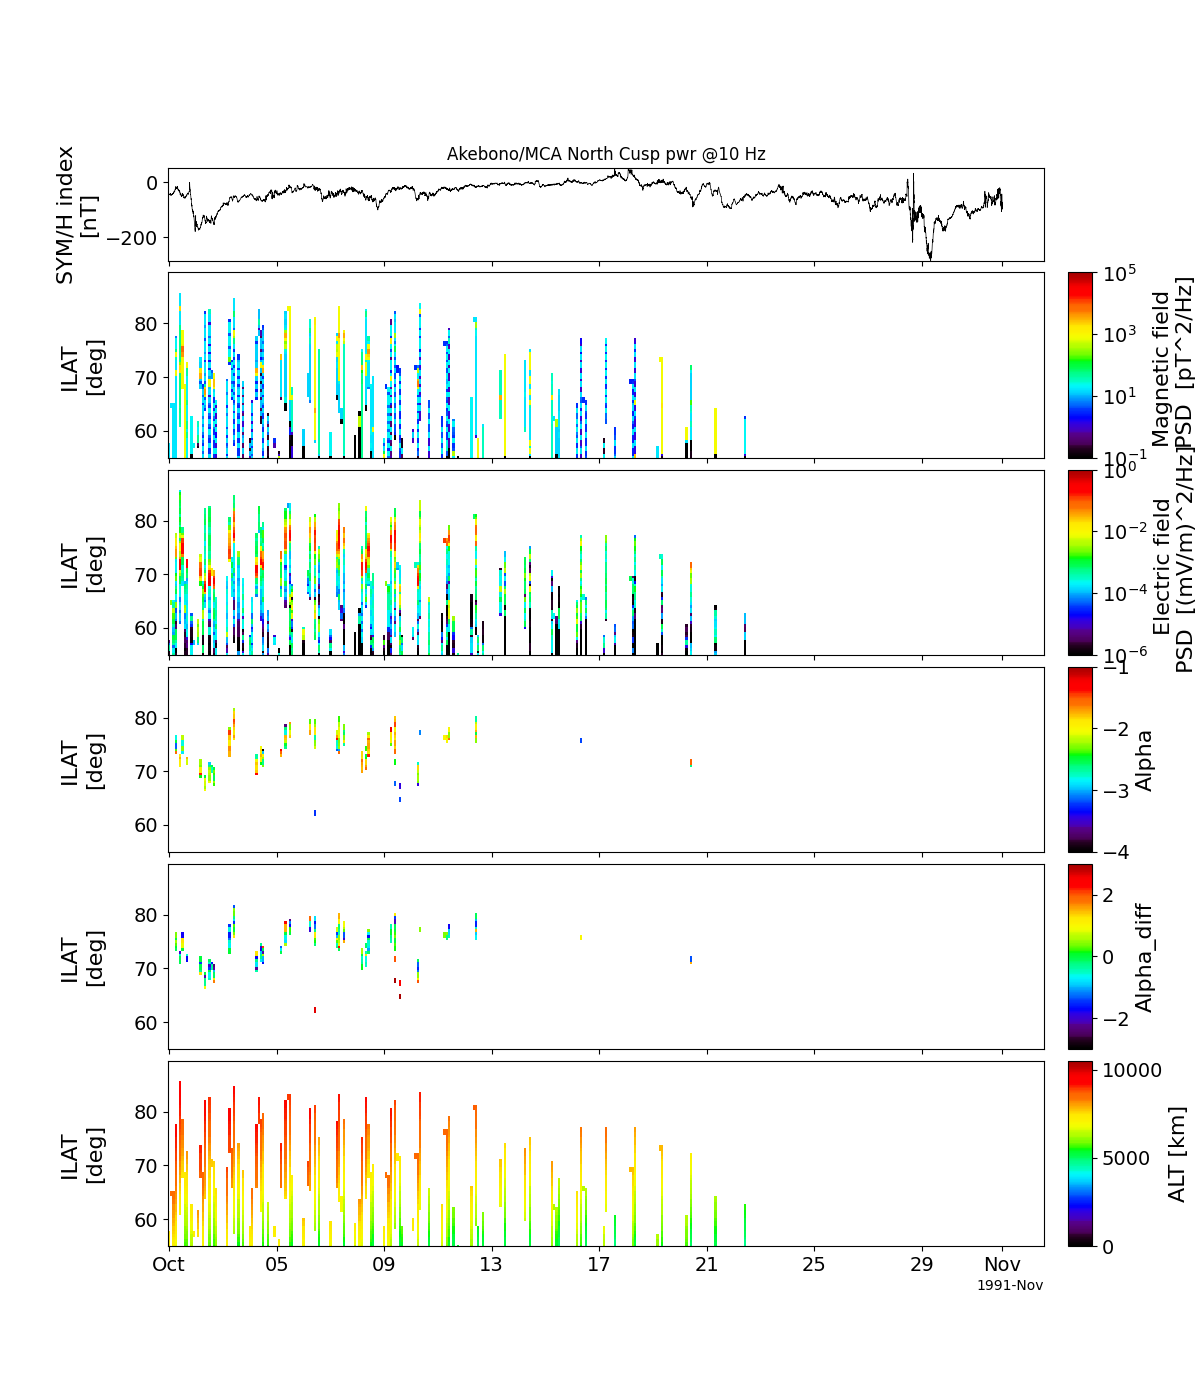 Akebono/MCA North Cusp pwr @10 Hz
SYM/H index
[nT]
0
−200
ILAT
[deg]
80
70
60
10^5
10^3
10^1
10^-1
Magnetic field
PSD [pT^2/Hz]
ILAT
[deg]
80
70
60
10^0
10^-2
10^-4
10^-6
Electric field
PSD [(mV/m)^2/Hz]
ILAT
[deg]
80
70
60
−1
−2
−3
−4
Alpha
ILAT
[deg]
80
70
60
2
0
−2
Alpha_diff
ILAT
[deg]
80
70
60
10000
5000
0
ALT [km]
Oct 05 09 13 17 21 25 29 Nov
1991-Nov